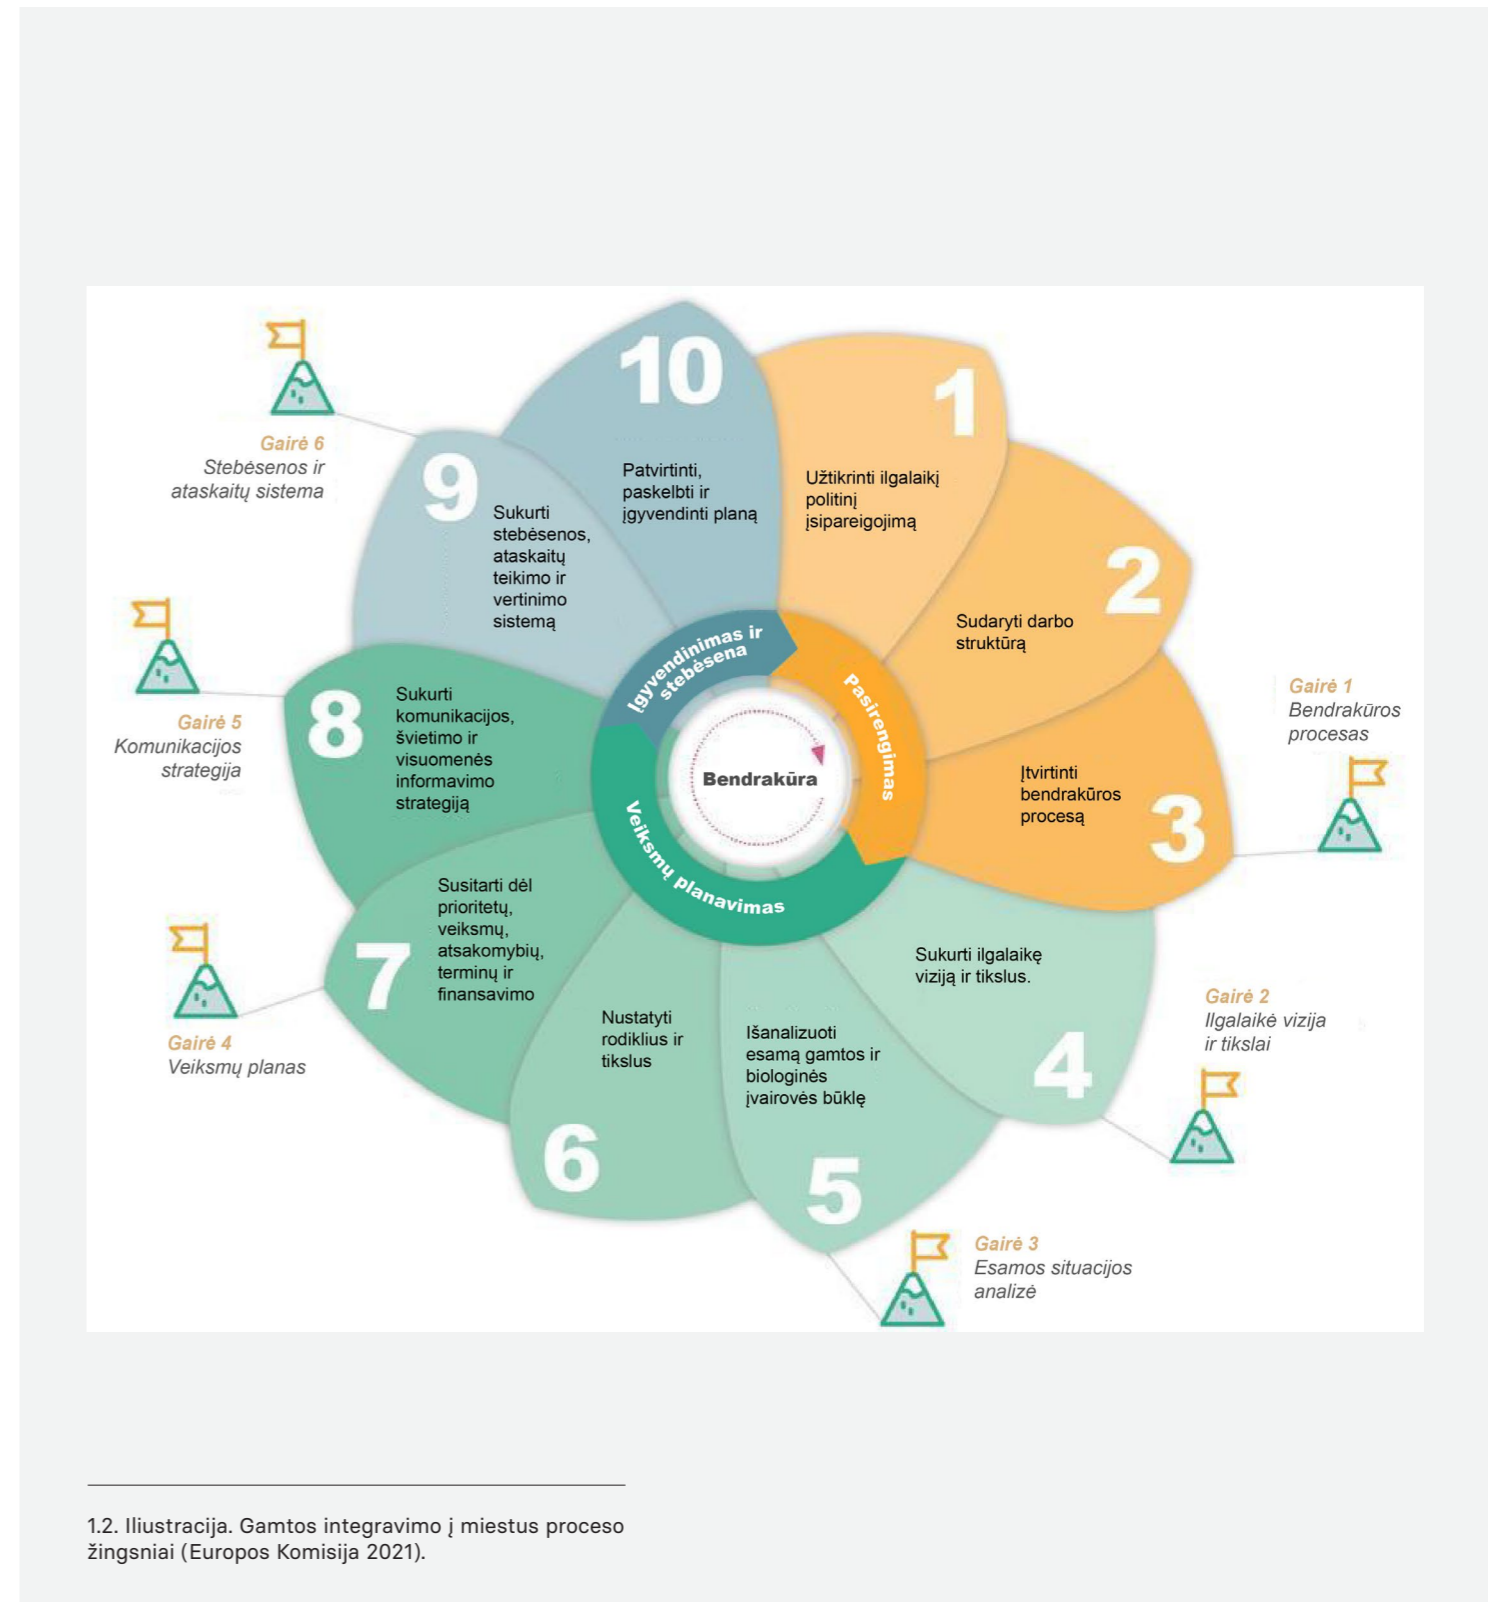 1
Užtikrinti ilgalaikį
politinį
įsipareigojimą
2
Sudaryti darbo
struktūrą
3
Įtvirtinti
bendrakūros
procesą
Gairė 1
Bendrakūros
procesas
4
Sukurti ilgalaikę
viziją ir tikslus.
Gairė 2
Ilgalaikė vizija
ir tikslai
5
Išanalizuoti
esamą gamtos ir
biologinės
įvairovės būklę
Gairė 3
Esamos situacijos
analizė
6
Nustatyti
rodiklius ir
tikslus
7
Susitarti dėl
prioritetų,
veiksmų,
atsakomybių,
terminų ir
finansavimo
Gairė 4
Veiksmų planas
8
Sukurti
komunikacijos,
švietimo ir
visuomenės
informavimo
strategiją
Gairė 5
Komunikacijos
strategija
9
Sukurti
stebėsenos,
ataskaitų
teikimo ir
vertinimo
sistemą
Gairė 6
Stebėsenos ir
ataskaitų sistema
10
Patvirtinti,
paskelbti ir
įgyvendinti planą
Pasirengimas
Veiksmų planavimas
Įgyvendinimas ir
stebėsena
Bendrakūra
1.2. Iliustracija. Gamtos integravimo į miestus proceso
žingsniai (Europos Komisija 2021).